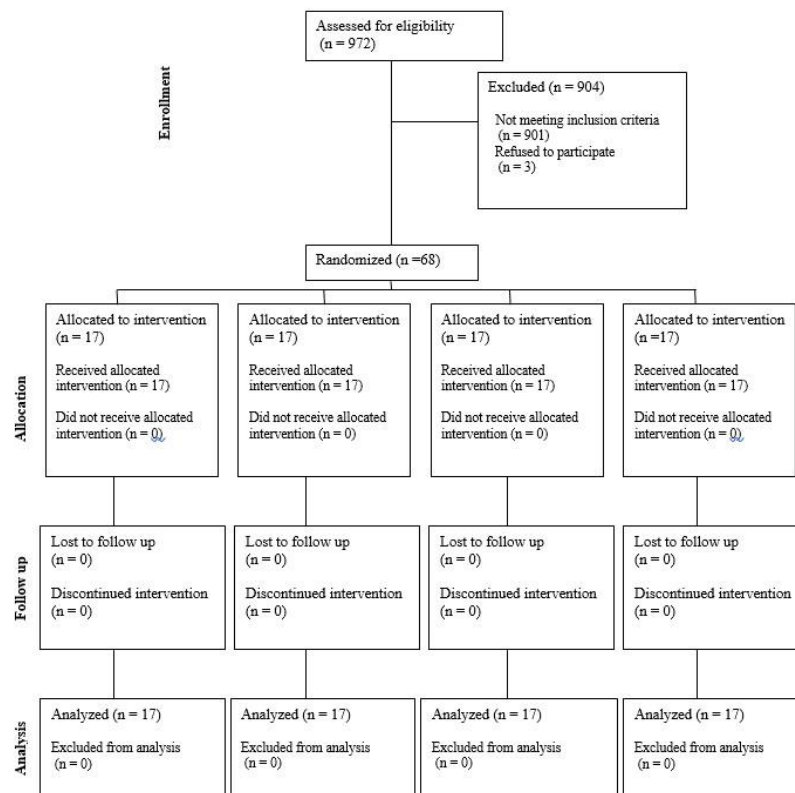 Assessed for eligibility
(n = 972)
Enrollment
Excluded (n = 904)
Not meeting inclusion criteria
(n = 901)
Refused to participate
(n = 3)
Randomized (n =68)
Allocation
Allocated to intervention
(n = 17)
Received allocated
intervention (n = 17)
Did not receive allocated
intervention (n = 0)
Allocated to intervention
(n = 17)
Received allocated
intervention (n = 17)
Did not receive allocated
intervention (n = 0)
Allocated to intervention
(n = 17)
Received allocated
intervention (n = 17)
Did not receive allocated
intervention (n = 0)
Allocated to intervention
(n =17)
Received allocated
intervention (n = 17)
Did not receive allocated
intervention (n = 0)
Follow up
Lost to follow up
(n = 0)
Discontinued intervention
(n = 0)
Lost to follow up
(n = 0)
Discontinued intervention
(n = 0)
Lost to follow up
(n = 0)
Discontinued intervention
(n = 0)
Lost to follow up
(n = 0)
Discontinued intervention
(n = 0)
Analysis
Analyzed (n = 17)
Excluded from analysis
(n = 0)
Analyzed (n = 17)
Excluded from analysis
(n = 0)
Analyzed (n = 17)
Excluded from analysis
(n = 0)
Analyzed (n = 17)
Excluded from analysis
(n = 0)